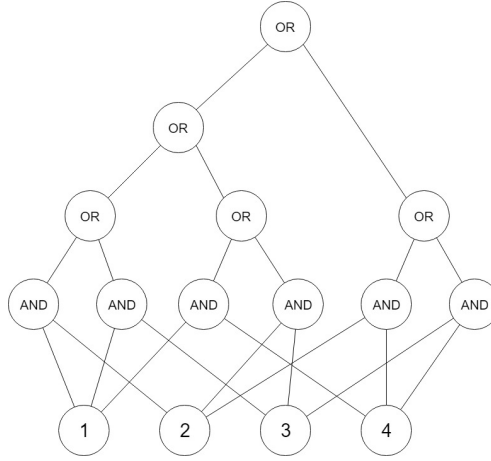 OR
OR
OR OR OR
AND AND AND AND AND AND
1 2 3 4